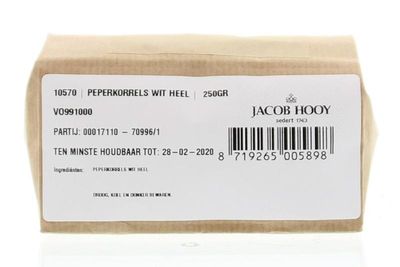 10570 | PEPERKORRELS WIT HEEL | 250GR
VO991000
PARTIJ: 00017110 - 70996/1
TEN MINSTE HOUDBAAR TOT: 28-02-2020
Ingrediënten: PEPERKORRELS WIT HEEL
DROOG, KOEL EN DONKER BEWAREN.
JACOB HOOY
sedert 1743
8 719265 005898